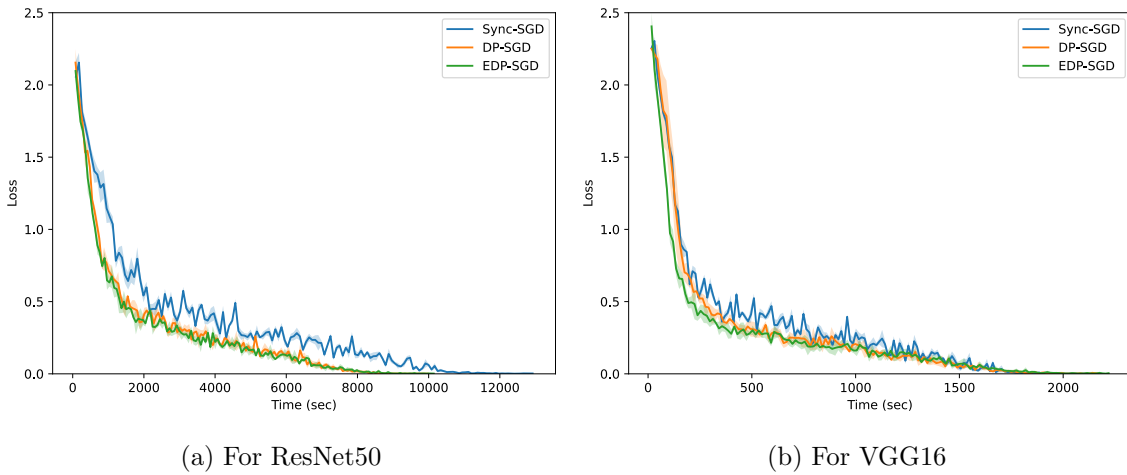 2.5
2.0
1.5
1.0
0.5
0.0
Loss
0
2000
4000
6000
8000
10000
12000
Time (sec)
Sync-SGD
DP-SGD
EDP-SGD
(a) For ResNet50
2.5
2.0
1.5
1.0
0.5
0.0
Loss
0
500
1000
1500
2000
Time (sec)
Sync-SGD
DP-SGD
EDP-SGD
(b) For VGG16